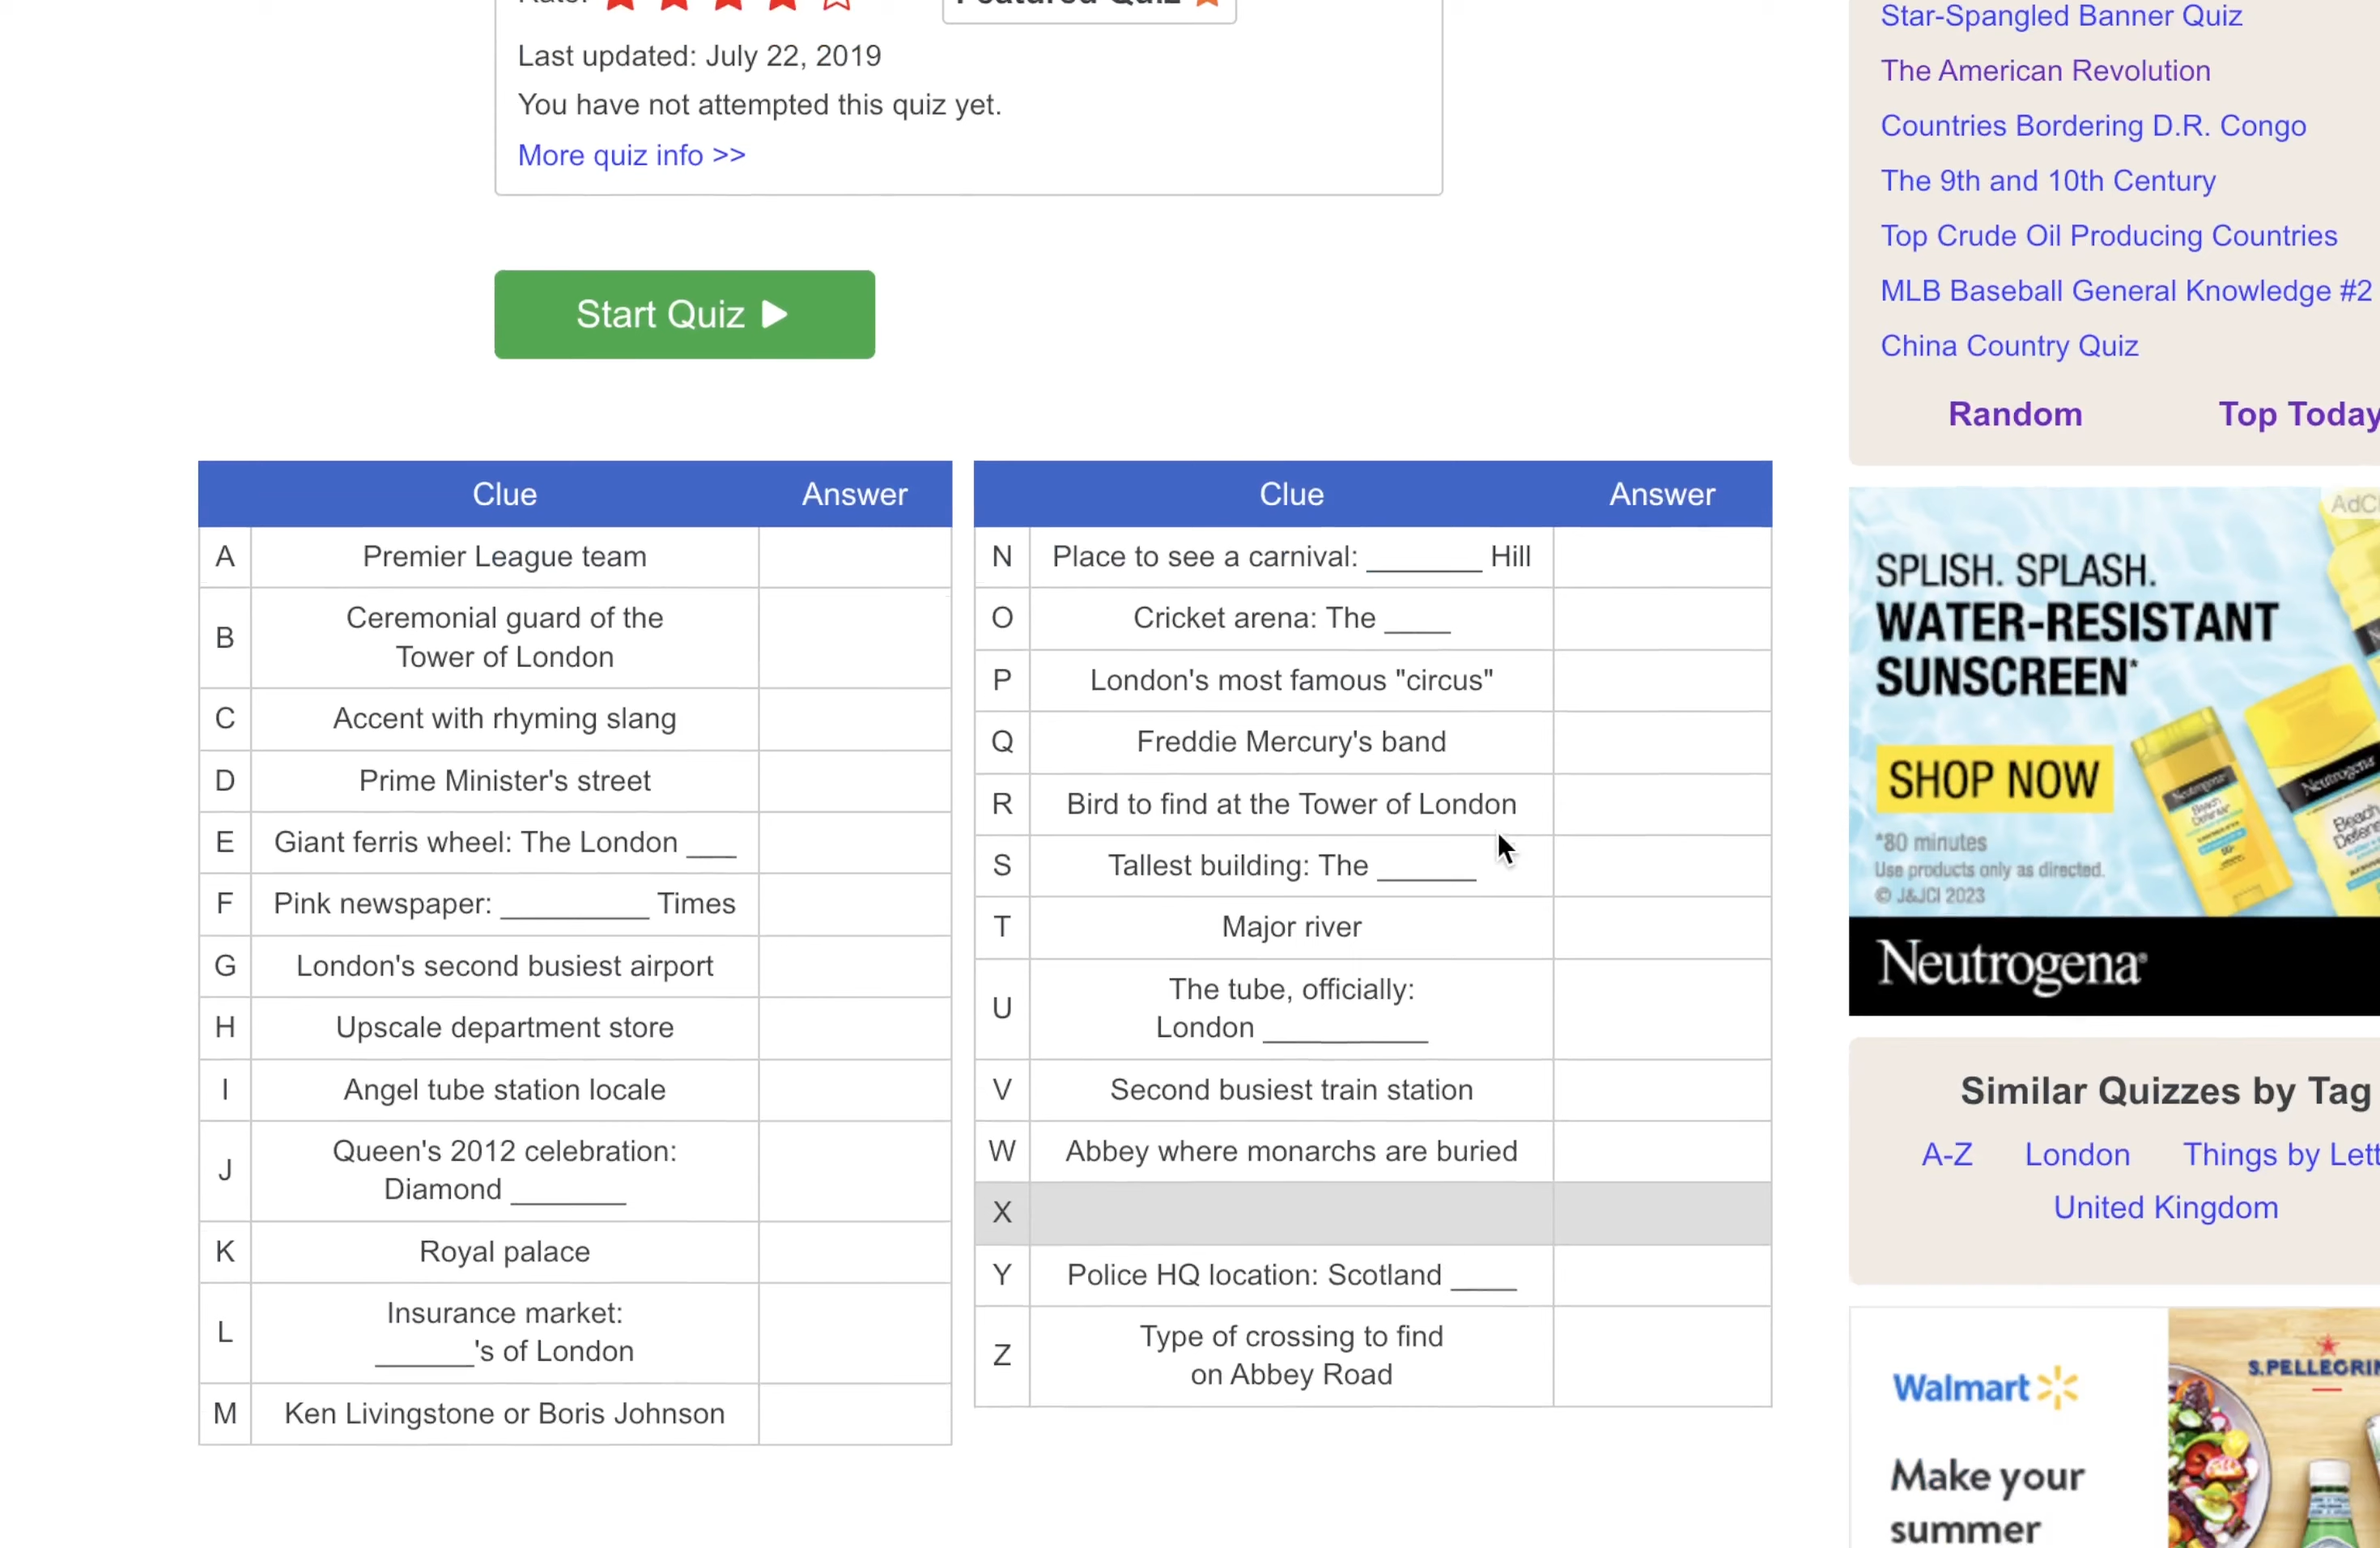 Last updated: July 22, 2019
You have not attempted this quiz yet.
More quiz info >>
Start Quiz
Clue Answer
A Premier League team
B Ceremonial guard of the
Tower of London
C Accent with rhyming slang
D Prime Minister's street
E Giant ferris wheel: The London ___
F Pink newspaper: _________ Times
G London's second busiest airport
H Upscale department store
I Angel tube station locale
J Queen's 2012 celebration:
Diamond _______
K Royal palace
L Insurance market:
______'s of London
M Ken Livingstone or Boris Johnson
Clue Answer
N Place to see a carnival: _______ Hill
O Cricket arena: The ____
P London's most famous "circus"
Q Freddie Mercury's band
R Bird to find at the Tower of London
S Tallest building: The ______
T Major river
U The tube, officially:
London __________
V Second busiest train station
W Abbey where monarchs are buried
X
Y Police HQ location: Scotland ____
Z Type of crossing to find
on Abbey Road
Star-Spangled Banner Quiz
The American Revolution
Countries Bordering D.R. Congo
The 9th and 10th Century
Top Crude Oil Producing Countries
MLB Baseball General Knowledge #2
China Country Quiz
Random Top Today
AdC
SPLISH. SPLASH.
WATER-RESISTANT
SUNSCREEN*
SHOP NOW
*80 minutes
Use products only as directed.
© J&JCI 2023
Neutrogena®
Similar Quizzes by Tag
A-Z London Things by Lett
United Kingdom
Walmart
Make your
summer
S.PELLEGRI